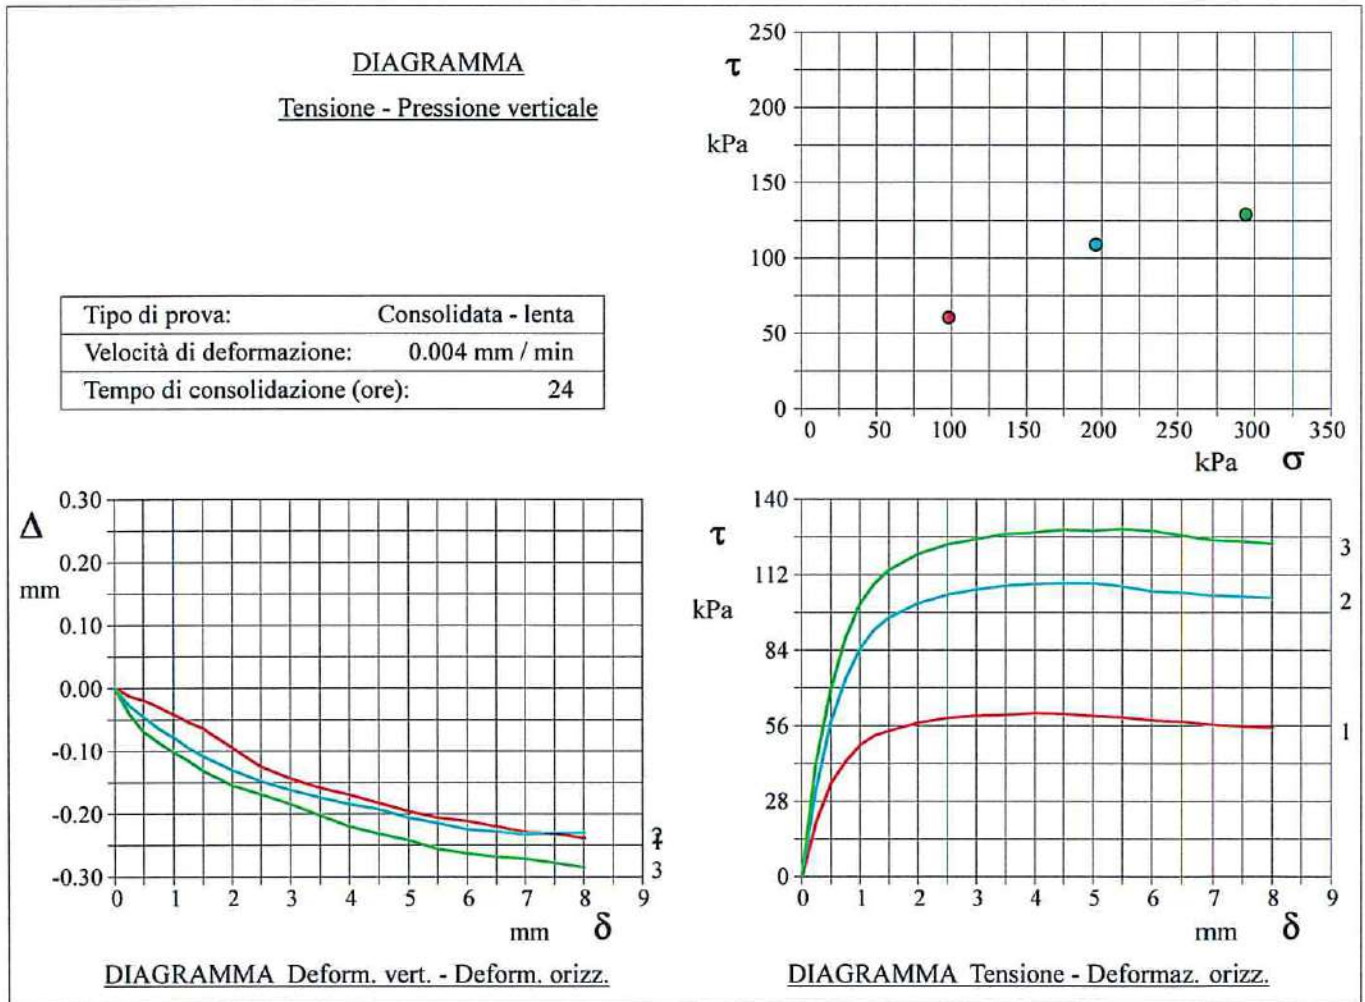 DIAGRAMMA
Tensione - Pressione verticale
Tipo di prova: Consolidata - lenta
Velocità di deformazione: 0.004 mm / min
Tempo di consolidazione (ore): 24
250
τ
200
kPa
150
100
50
0
0 50 100 150 200 250 300 350
kPa σ
0.30
Δ
0.20
mm
0.10
0.00
-0.10
-0.20
-0.30
3
0 1 2 3 4 5 6 7 8 9
mm δ
DIAGRAMMA Deform. vert. - Deform. orizz.
140
τ
3
112
2
kPa
84
56
1
28
0
0 1 2 3 4 5 6 7 8 9
mm δ
DIAGRAMMA Tensione - Deformaz. orizz.